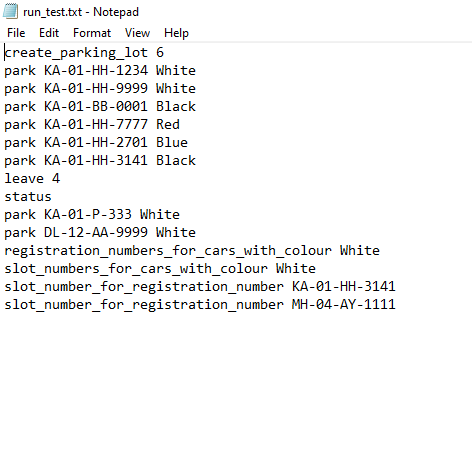 run_test.txt - Notepad
File Edit Format View Help
create_parking_lot 6
park KA-01-HH-1234 White
park KA-01-HH-9999 White
park KA-01-BB-0001 Black
park KA-01-HH-7777 Red
park KA-01-HH-2701 Blue
park KA-01-HH-3141 Black
leave 4
status
park KA-01-P-333 White
park DL-12-AA-9999 White
registration_numbers_for_cars_with_colour White
slot_numbers_for_cars_with_colour White
slot_number_for_registration_number KA-01-HH-3141
slot_number_for_registration_number MH-04-AY-1111